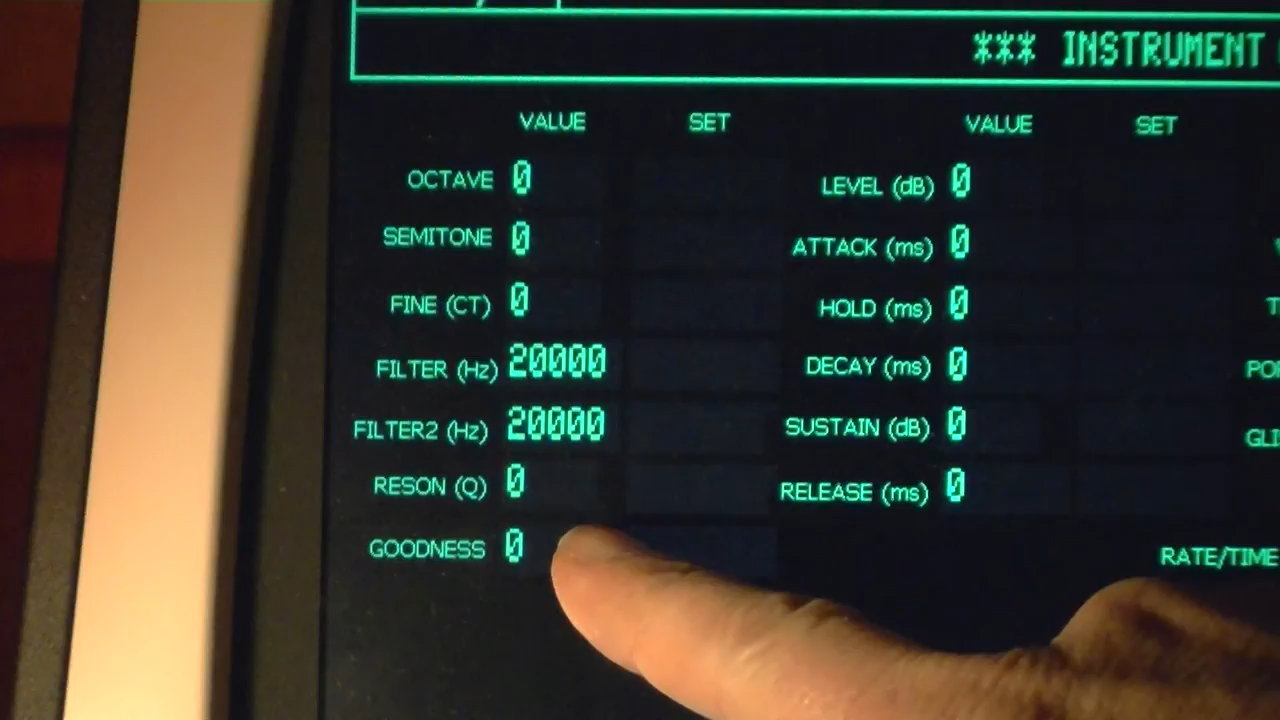 *** INSTRUMENT
VALUE SET VALUE SET
OCTAVE 0 LEVEL (dB) 0
SEMITONE 0 ATTACK (ms) 0
FINE (CT) 0 HOLD (ms) 0
FILTER (Hz) 20000 DECAY (ms) 0
FILTER2 (Hz) 20000 SUSTAIN (dB) 0
RESON (Q) 0 RELEASE (ms) 0
GOODNESS 0 RATE/TIME